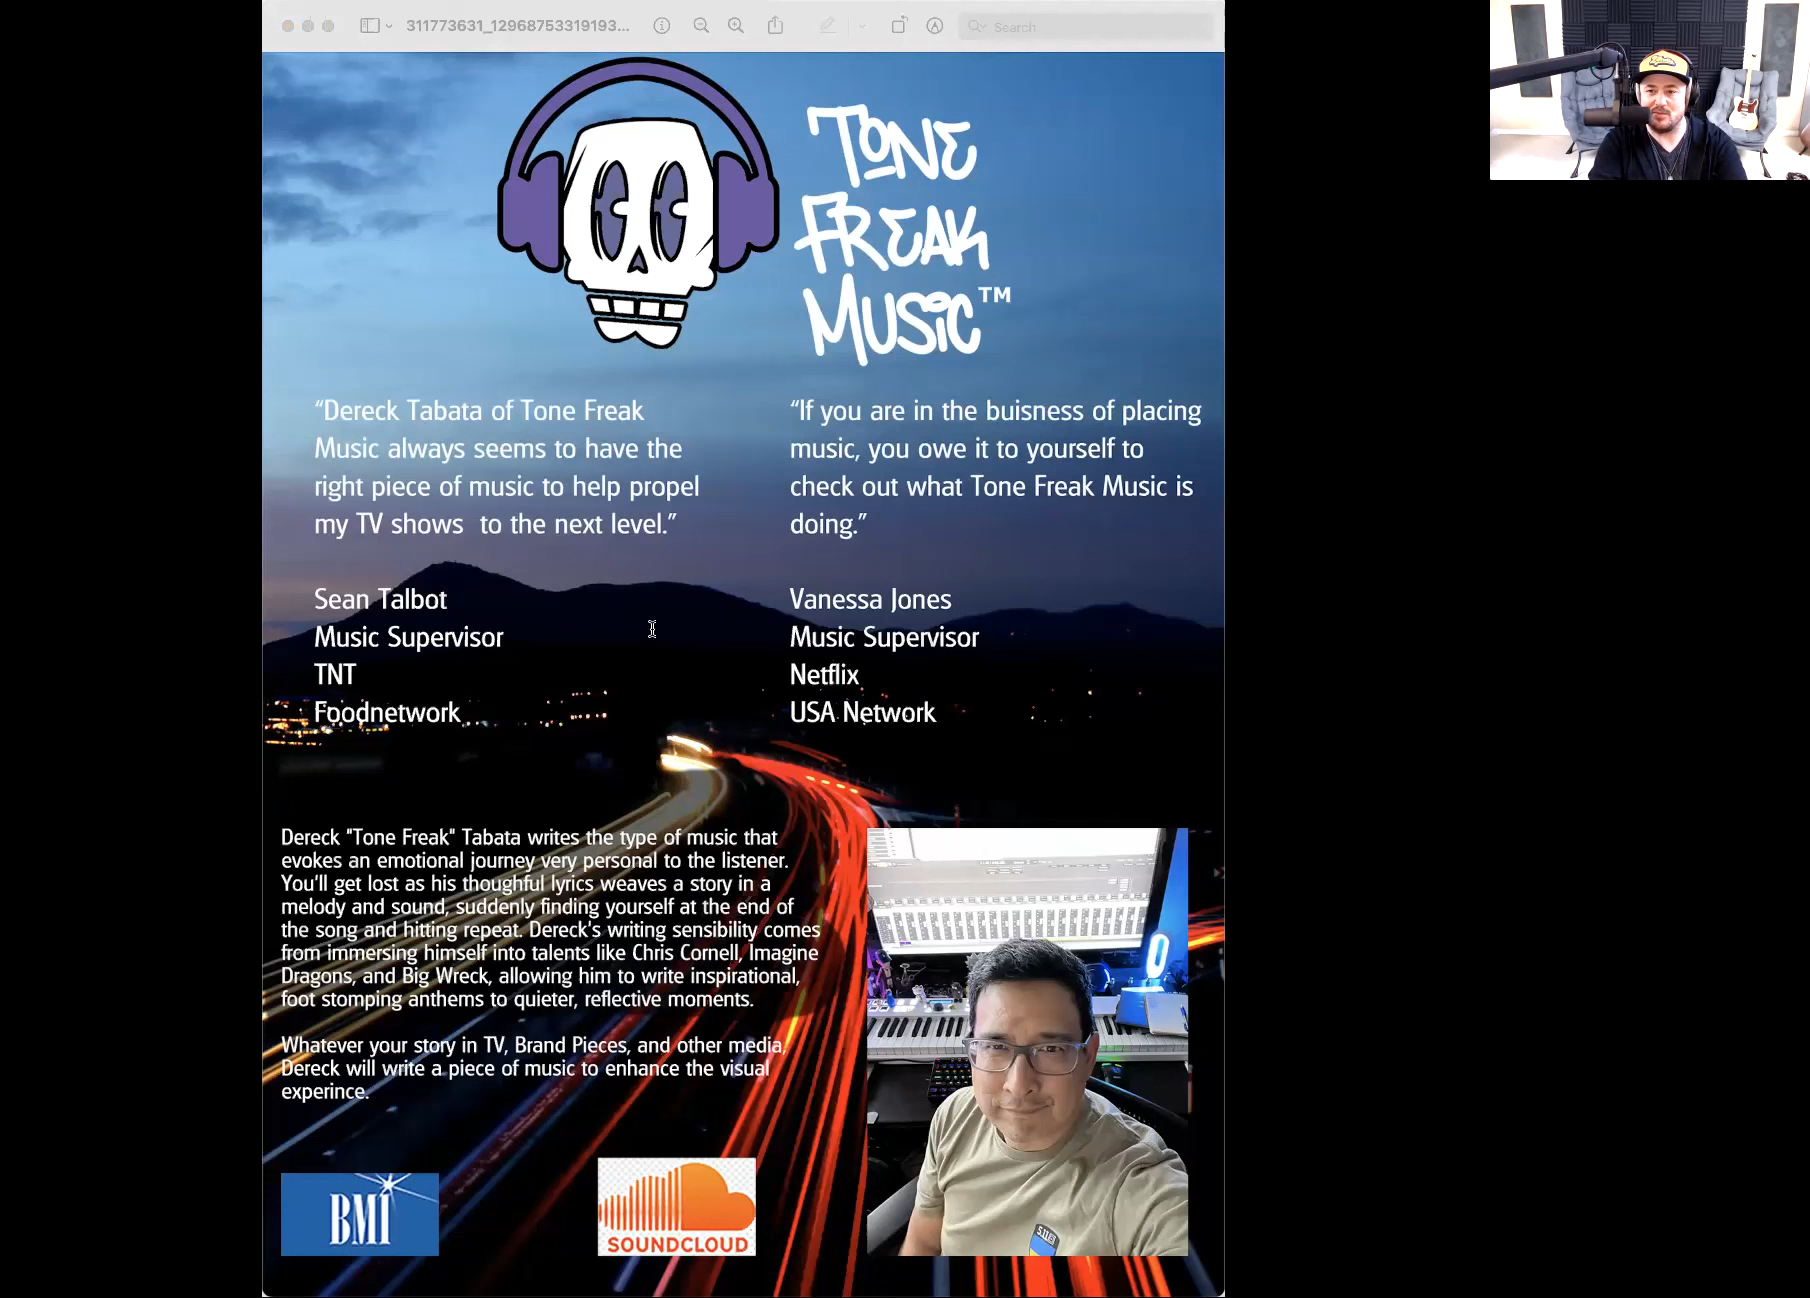 311773631_12968753319193...
Search
TONE
FREAK
MUSIC™
“Dereck Tabata of Tone Freak
Music always seems to have the
right piece of music to help propel
my TV shows  to the next level.”
Sean Talbot
Music Supervisor
TNT
Foodnetwork
“If you are in the buisness of placing
music, you owe it to yourself to
check out what Tone Freak Music is
doing.”
Vanessa Jones
Music Supervisor
Netflix
USA Network
Dereck "Tone Freak" Tabata writes the type of music that
evokes an emotional journey very personal to the listener.
You'll get lost as his thoughtful lyrics weaves a story in a
melody and sound, suddenly finding yourself at the end of
the song and hitting repeat. Dereck's writing sensibility comes
from immersing himself into talents like Chris Cornell, Imagine
Dragons, and Big Wreck, allowing him to write inspirational,
foot stomping anthems to quieter, reflective moments.
Whatever your story in TV, Brand Pieces, and other media,
Dereck will write a piece of music to enhance the visual
experince.
BMI
SOUNDCLOUD
5.11